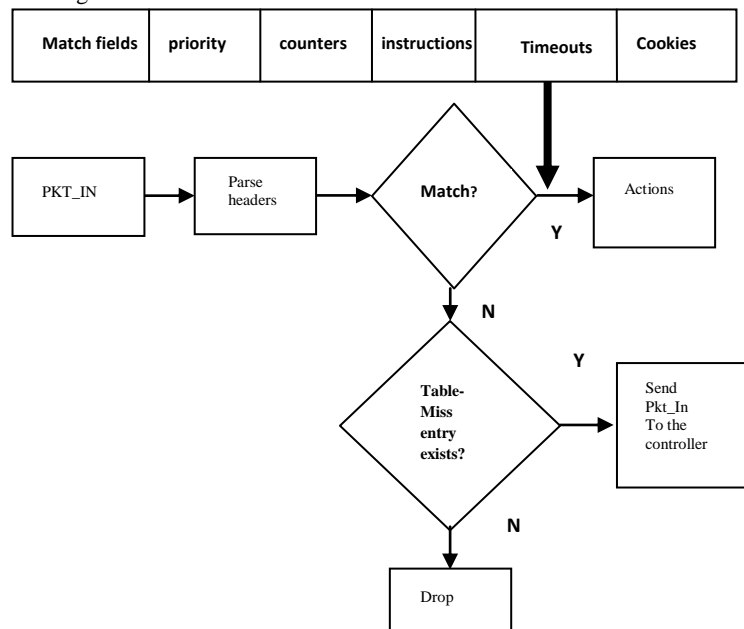 Match fields priority counters instructions Timeouts Cookies
PKT_IN
Parse
headers
Match?
Actions
Y
N
Y
Table-
Miss
entry
exists?
Send
Pkt_In
To the
controller
N
Drop